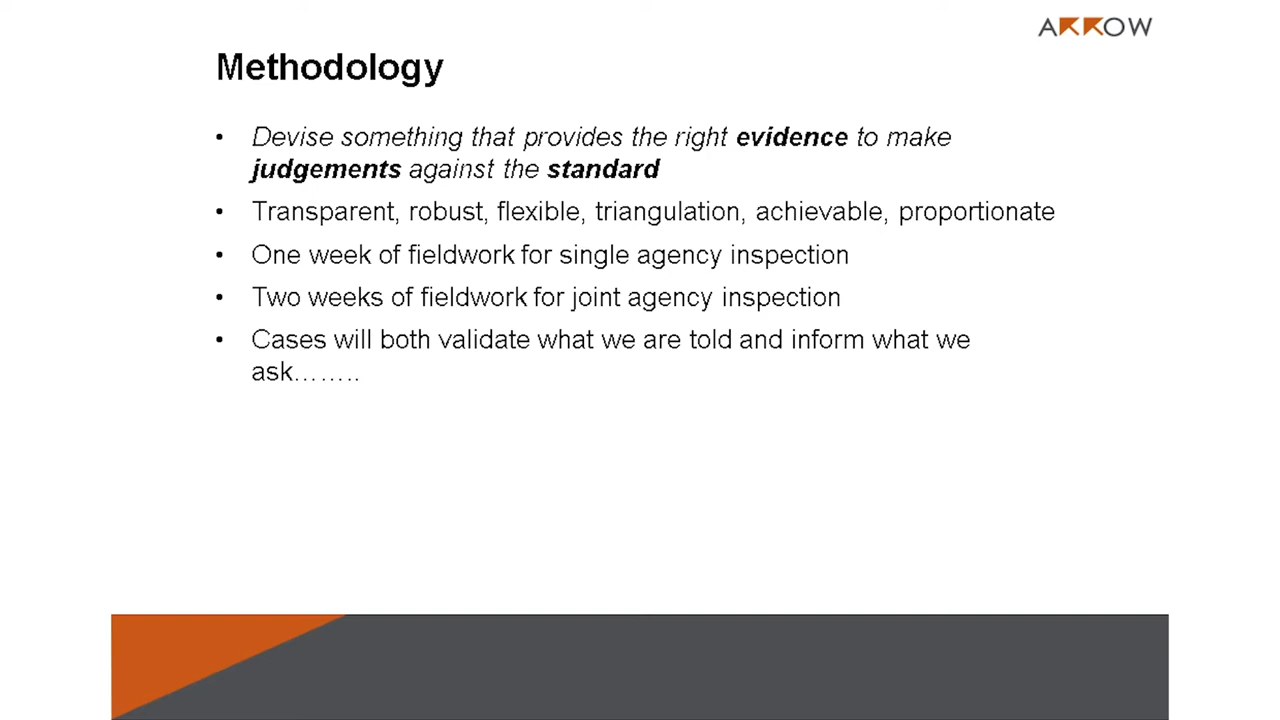 ARROW
Methodology
• Devise something that provides the right evidence to make
judgements against the standard
• Transparent, robust, flexible, triangulation, achievable, proportionate
• One week of fieldwork for single agency inspection
• Two weeks of fieldwork for joint agency inspection
• Cases will both validate what we are told and inform what we
ask……..